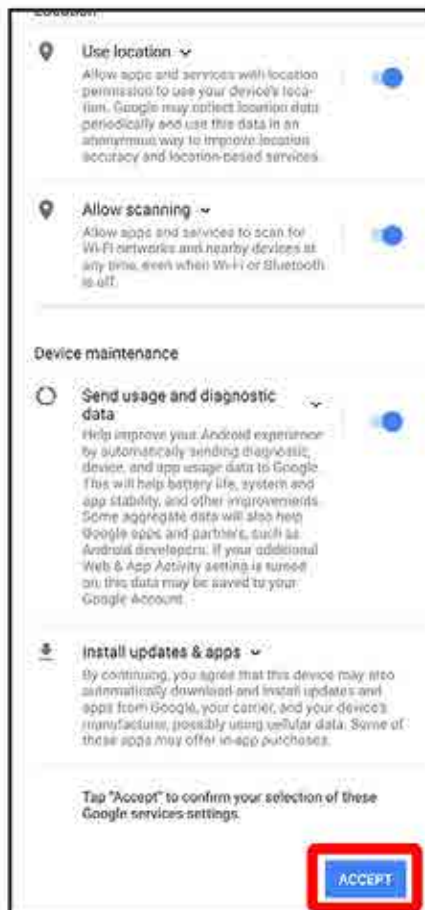 Location
Use location
Allow apps and services with location
permission to use your device's loca-
tion. Google may collect location data
periodically and use this data in an
anonymous way to improve location
accuracy and location-based services.
Allow scanning
Allow apps and services to scan for
Wi-Fi networks and nearby devices at
any time, even when Wi-Fi or Bluetooth
is off.
Device maintenance
Send usage and diagnostic
data
Help improve your Android experience
by automatically sending diagnostic,
device, and app usage data to Google.
This will help battery life, system and
app stability, and other improvements.
Some aggregate data will also help
Google apps and partners, such as
Android developers. If your additional
Web & App Activity setting is turned
on, this data may be saved to your
Google Account.
Install updates & apps
By continuing, you agree that this device may also
automatically download and install updates and
apps from Google, your carrier, and your device's
manufacturer, possibly using cellular data. Some of
these apps may offer in-app purchases.
Tap "Accept" to confirm your selection of these
Google services settings.
ACCEPT